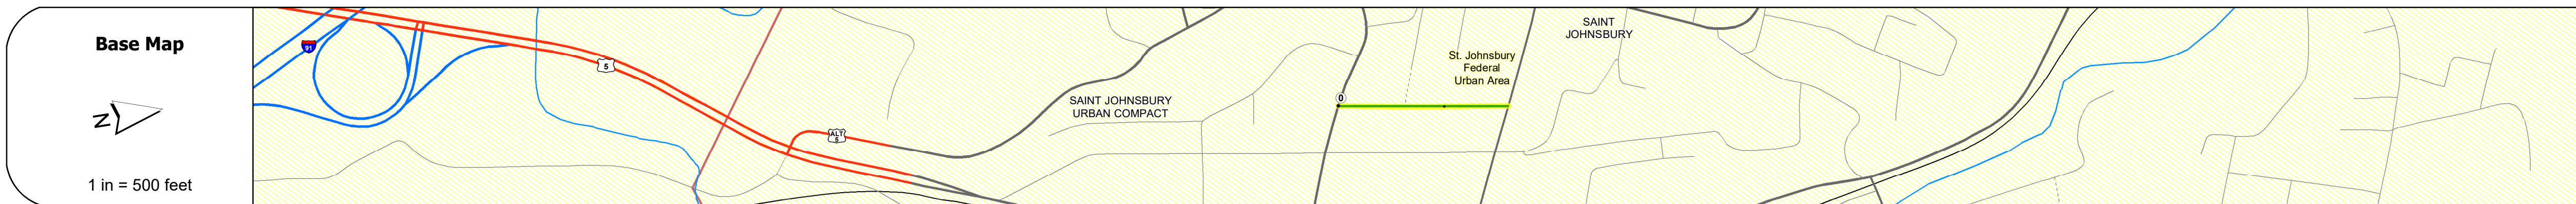 Base Map
N
1 in = 500 feet
91
5
ALT
5
SAINT JOHNSBURY
URBAN COMPACT
0
St. Johnsbury
Federal
Urban Area
SAINT
JOHNSBURY